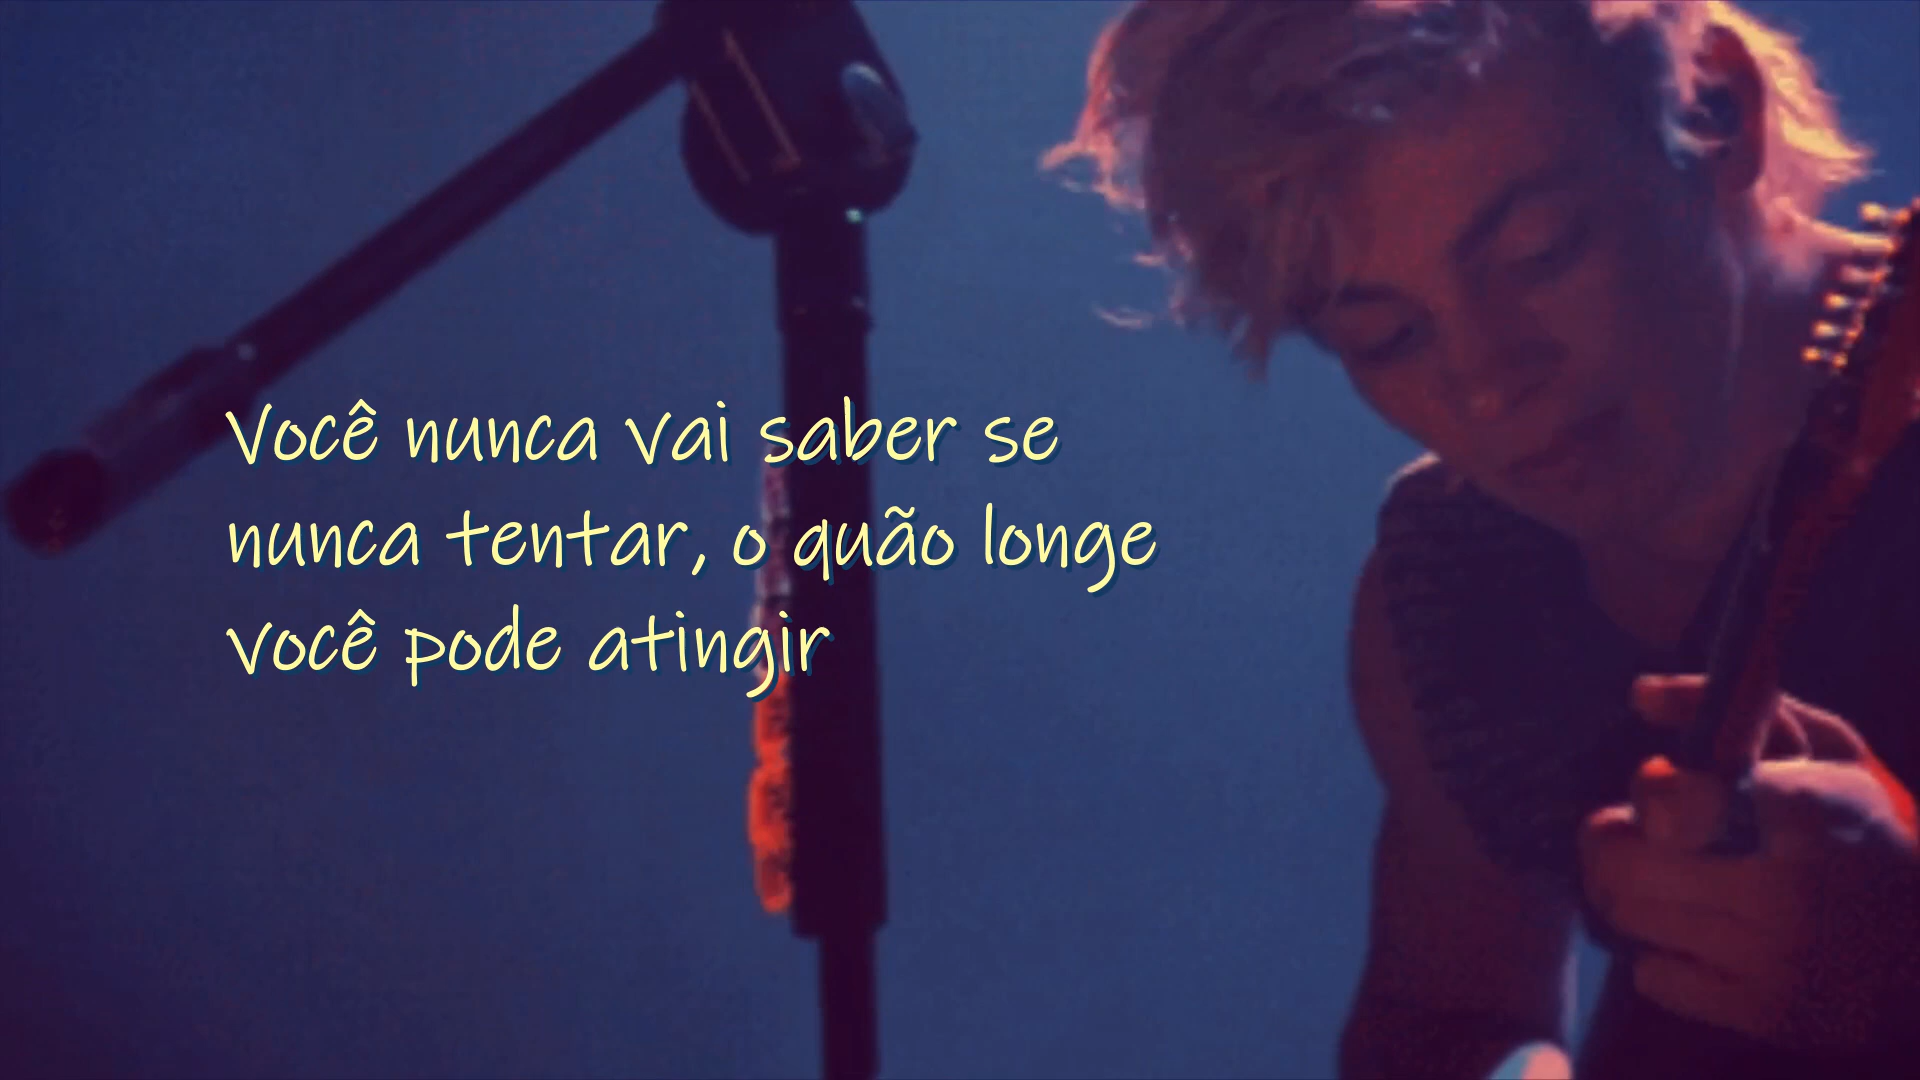 Você nunca vai saber se
nunca tentar, o quão longe
você pode atingir